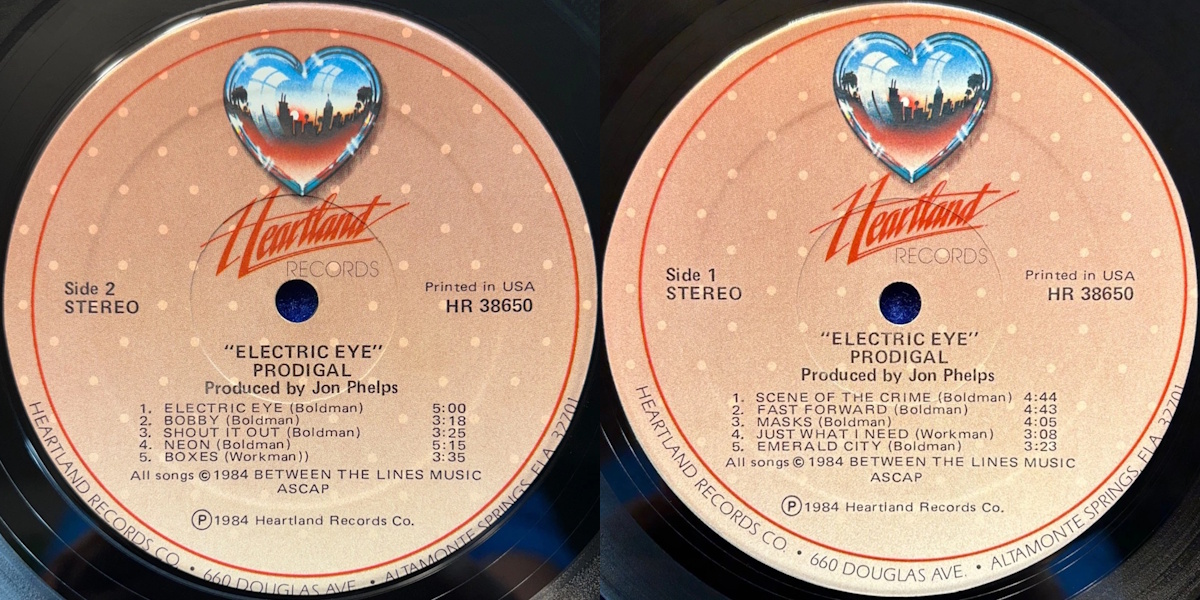 Heartland
RECORDS
Side 2
STEREO
Printed in USA
HR 38650
"ELECTRIC EYE"
PRODIGAL
Produced by Jon Phelps
1. ELECTRIC EYE (Boldman) 5:00
2. BOBBY (Boldman) 3:18
3. SHOUT IT OUT (Boldman) 3:25
4. NEON (Boldman) 5:15
5. BOXES (Workman)) 3:35
All songs © 1984 BETWEEN THE LINES MUSIC
ASCAP
Ⓟ 1984 Heartland Records Co.
HEARTLAND RECORDS CO. • 660 DOUGLAS AVE. • ALTAMONTE SPRINGS, FLA. 32701
Heartland
RECORDS
Side 1
STEREO
Printed in USA
HR 38650
"ELECTRIC EYE"
PRODIGAL
Produced by Jon Phelps
1. SCENE OF THE CRIME (Boldman) 4:44
2. FAST FORWARD (Boldman) 4:43
3. MASKS (Boldman) 4:05
4. JUST WHAT I NEED (Workman) 3:08
5. EMERALD CITY (Boldman) 3:23
All songs © 1984 BETWEEN THE LINES MUSIC
ASCAP
Ⓟ 1984 Heartland Records Co.
HEARTLAND RECORDS CO. • 660 DOUGLAS AVE. • ALTAMONTE SPRINGS, FLA. 32701